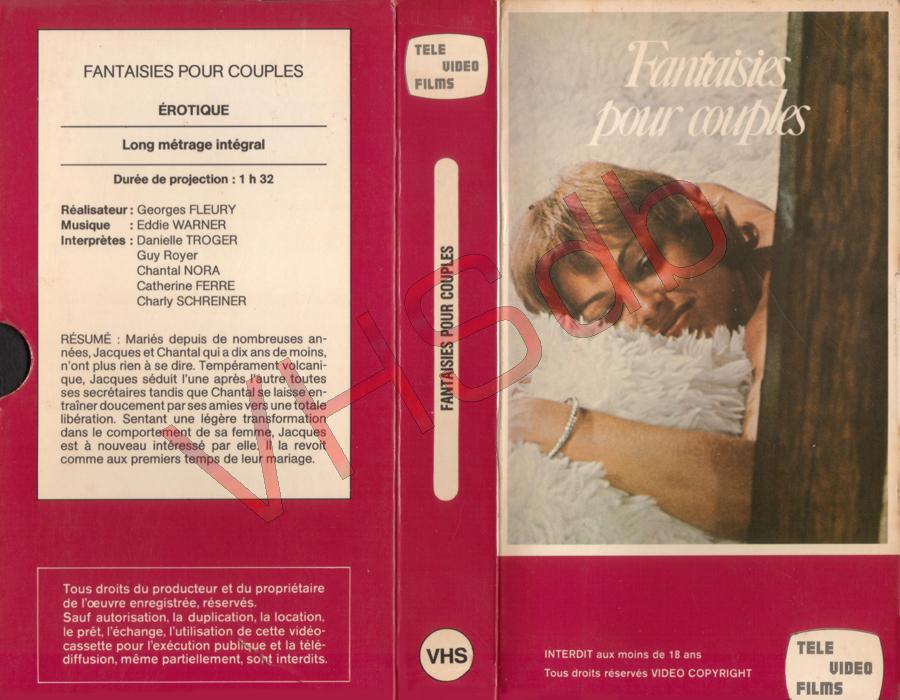 FANTAISIES POUR COUPLES
ÉROTIQUE
Long métrage intégral
Durée de projection : 1 h 32
Réalisateur : Georges FLEURY
Musique : Eddie WARNER
Interprètes : Danielle TROGER
Guy Royer
Chantal NORA
Catherine FERRE
Charly SCHREINER
RÉSUMÉ : Mariés depuis de nombreuses an-
nées, Jacques et Chantal qui a dix ans de moins,
n'ont plus rien à se dire. Tempérament volcani-
que, Jacques séduit l'une après l'autre toutes
ses secrétaires tandis que Chantal se laisse en-
traîner doucement par ses amies vers une totale
libération. Sentant une légère transformation
dans le comportement de sa femme, Jacques
est à nouveau intéressé par elle. Il la revoit
comme aux premiers temps de leur mariage.
Tous droits du producteur et du propriétaire
de l'œuvre enregistrée, réservés.
Sauf autorisation, la duplication, la location,
le prêt, l'échange, l'utilisation de cette vidéo-
cassette pour l'exécution publique et la télé-
diffusion, même partiellement, sont interdits.
TELE
VIDEO
FILMS
FANTAISIES POUR COUPLES
VHS
Fantaisies
pour couples
INTERDIT aux moins de 18 ans
Tous droits réservés VIDEO COPYRIGHT
TELE
VIDEO
FILMS
VHSdb